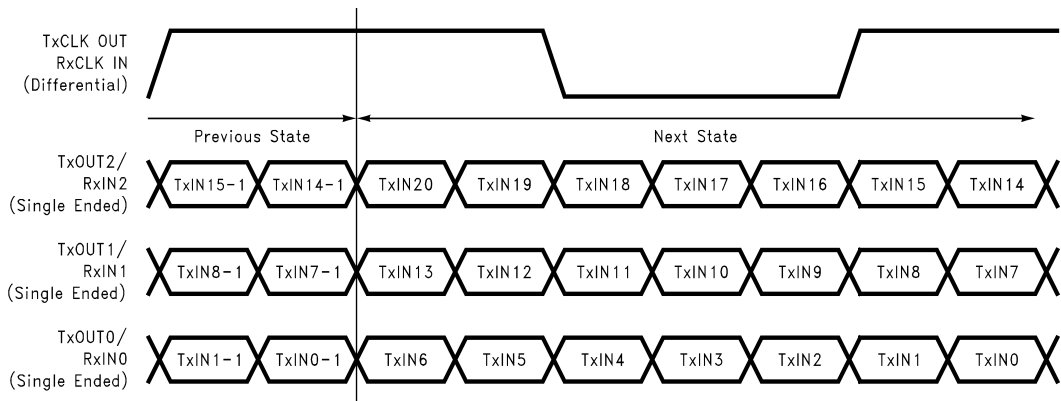 TxCLK OUT
RxCLK IN
(Differential)
Previous State
Next State
TxOUT2/
RxIN2
(Single Ended)
TxIN15-1 TxIN14-1 TxIN20 TxIN19 TxIN18 TxIN17 TxIN16 TxIN15 TxIN14
TxOUT1/
RxIN1
(Single Ended)
TxIN8-1 TxIN7-1 TxIN13 TxIN12 TxIN11 TxIN10 TxIN9 TxIN8 TxIN7
TxOUT0/
RxIN0
(Single Ended)
TxIN1-1 TxIN0-1 TxIN6 TxIN5 TxIN4 TxIN3 TxIN2 TxIN1 TxIN0